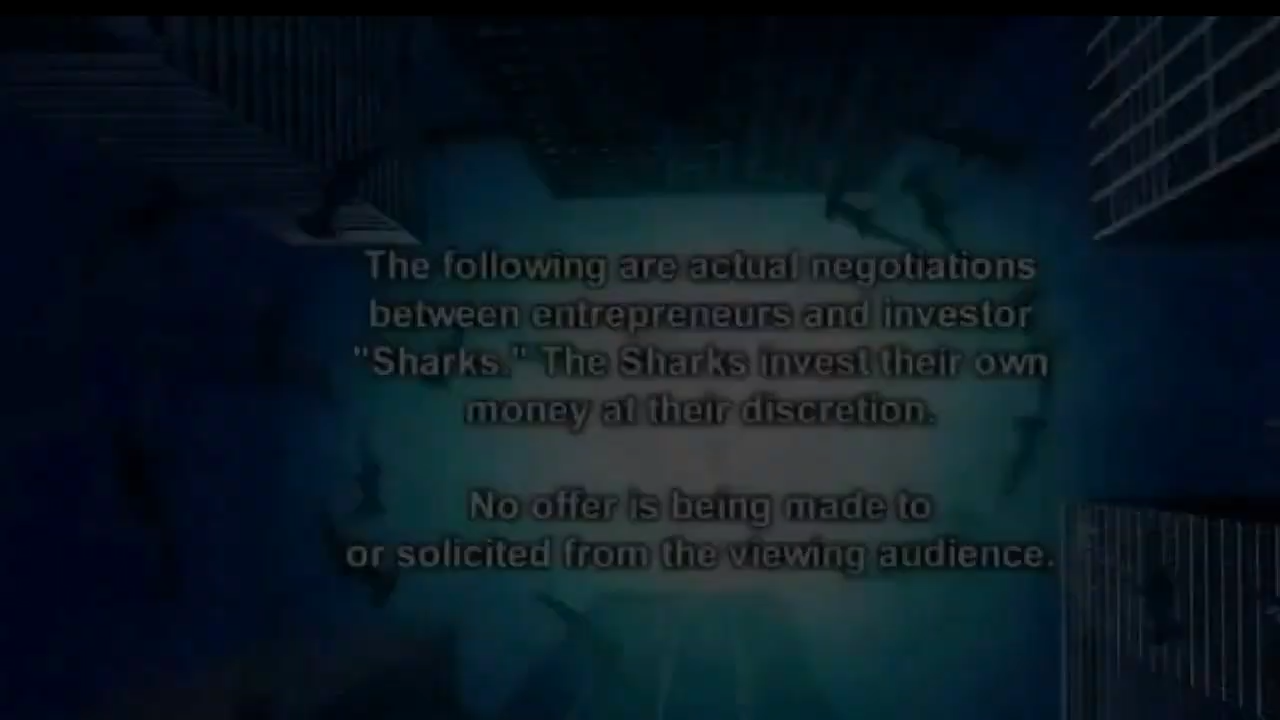 The following are actual negotiations
between entrepreneurs and investor
"Sharks." The Sharks invest their own
money at their discretion.
No offer is being made to
or solicited from the viewing audience.